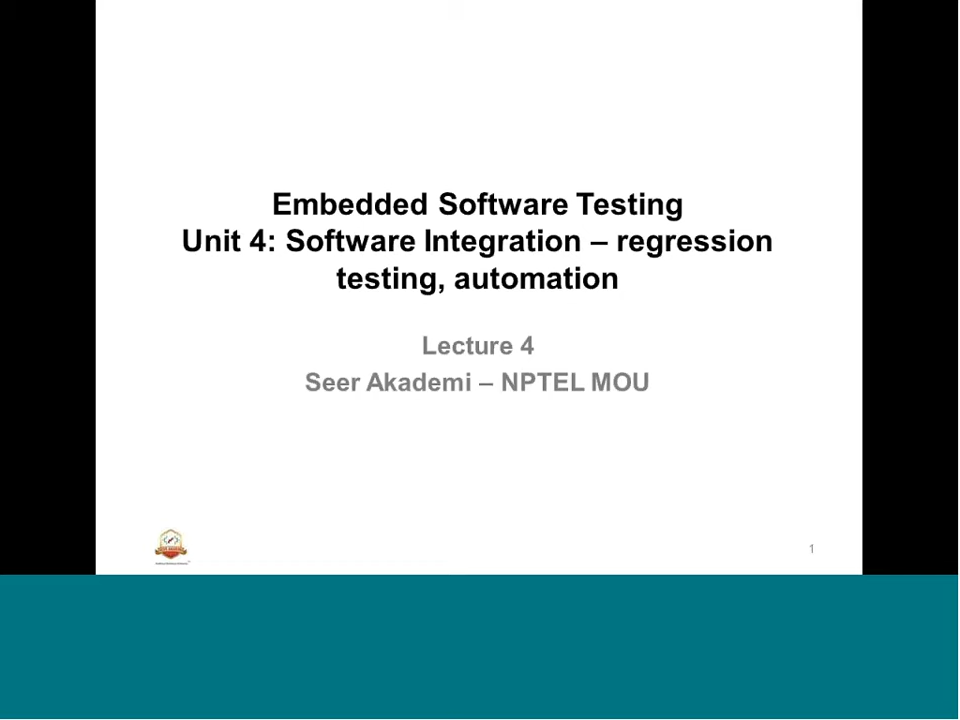 Embedded Software Testing
Unit 4: Software Integration – regression
testing, automation
Lecture 4
Seer Akademi – NPTEL MOU
1